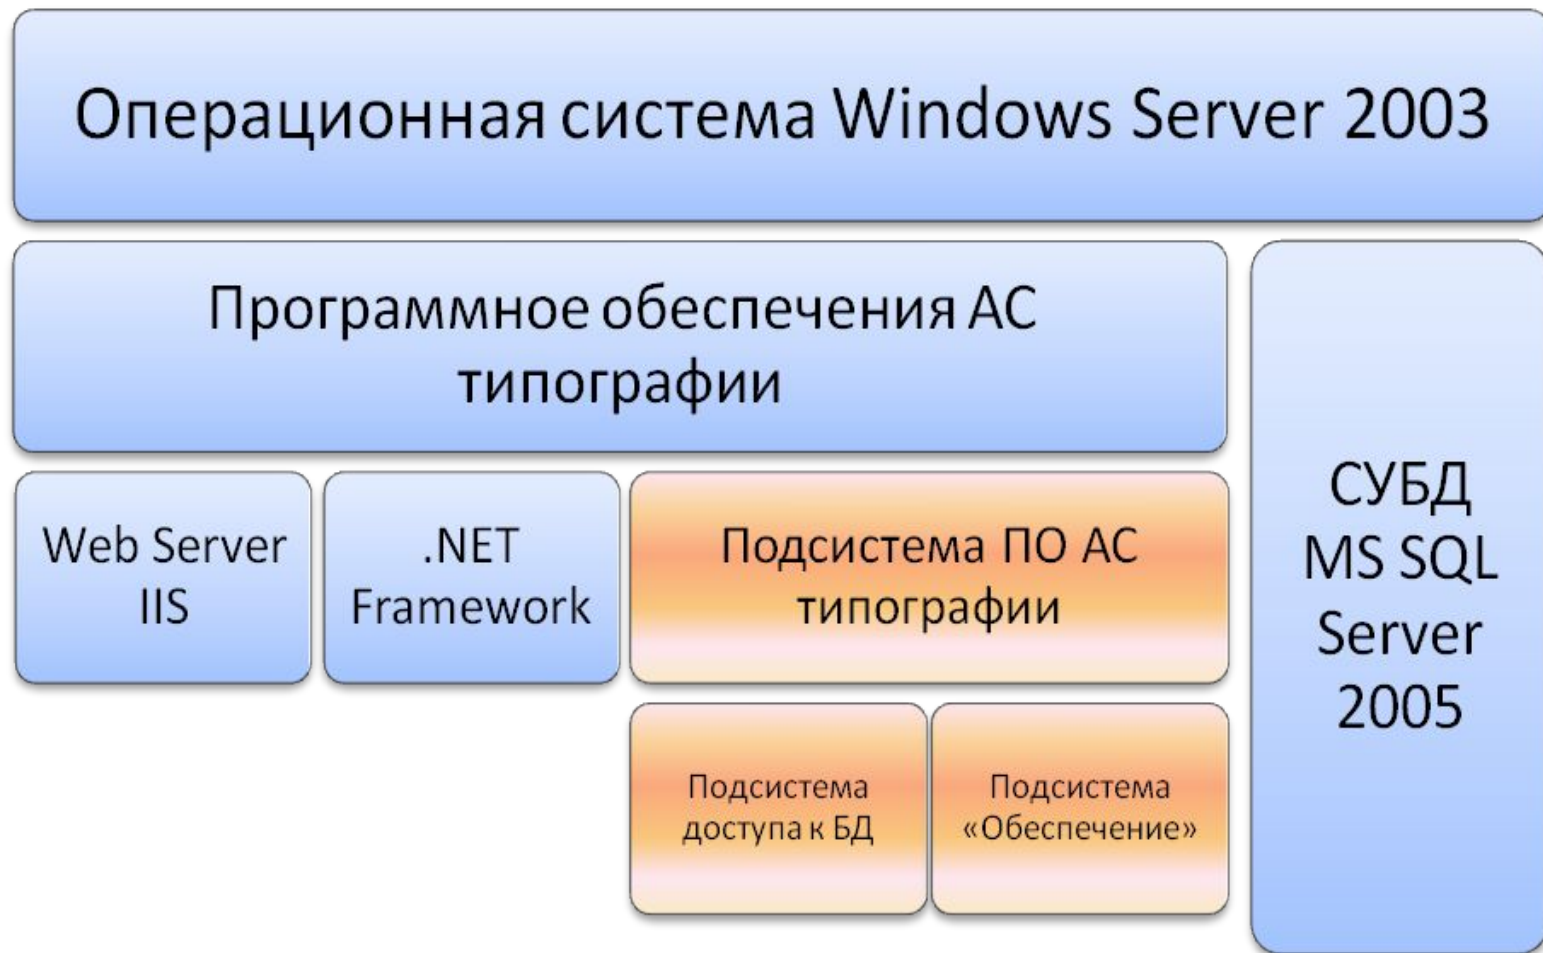 Операционная система Windows Server 2003
Программное обеспечения АС
типографии
Web Server
IIS
.NET
Framework
Подсистема ПО АС
типографии
СУБД
MS SQL
Server
2005
Подсистема
доступа к БД
Подсистема
«Обеспечение»